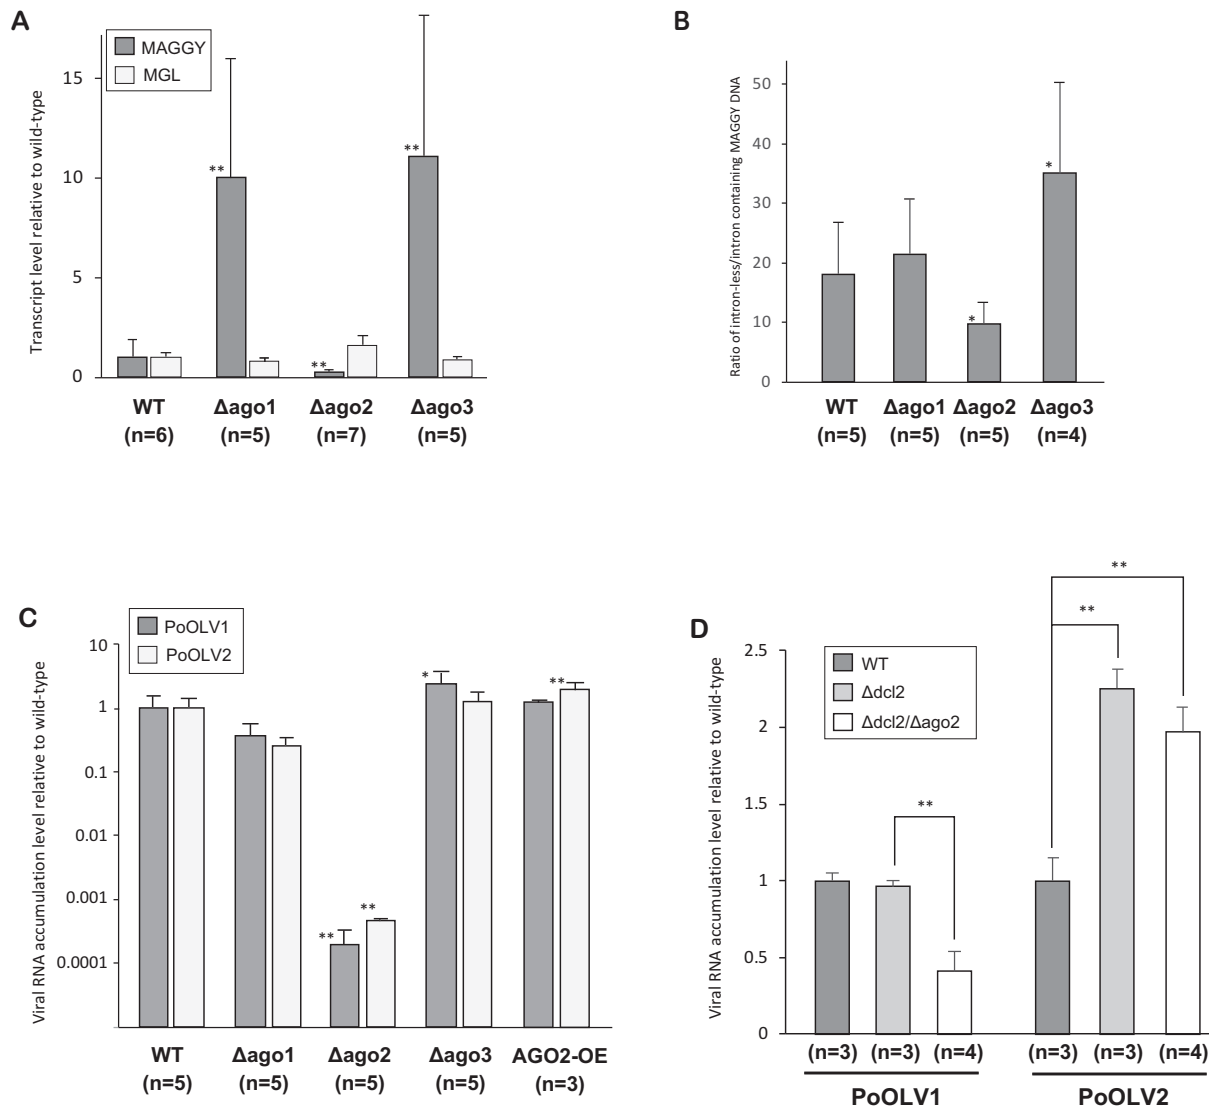 A
MAGGY
MGL
Transcript level relative to wild-type
15
10
5
0
**
**
**
WT
Δago1
Δago2
Δago3
(n=6)
(n=5)
(n=7)
(n=5)
B
Ratio of intron-less/intron containing MAGGY DNA
50
40
30
20
10
0
*
*
WT
Δago1
Δago2
Δago3
(n=5)
(n=5)
(n=5)
(n=4)
C
PoOLV1
PoOLV2
Viral RNA accumulation level relative to wild-type
10
1
0.1
0.01
0.001
0.0001
**
**
*
**
WT
Δago1
Δago2
Δago3
AGO2-OE
(n=5)
(n=5)
(n=5)
(n=5)
(n=3)
D
WT
Δdcl2
Δdcl2/Δago2
Viral RNA accumulation level relative to wild-type
2.5
2
1.5
1
0.5
0
**
**
**
(n=3)
(n=3)
(n=4)
(n=3)
(n=3)
(n=4)
PoOLV1
PoOLV2